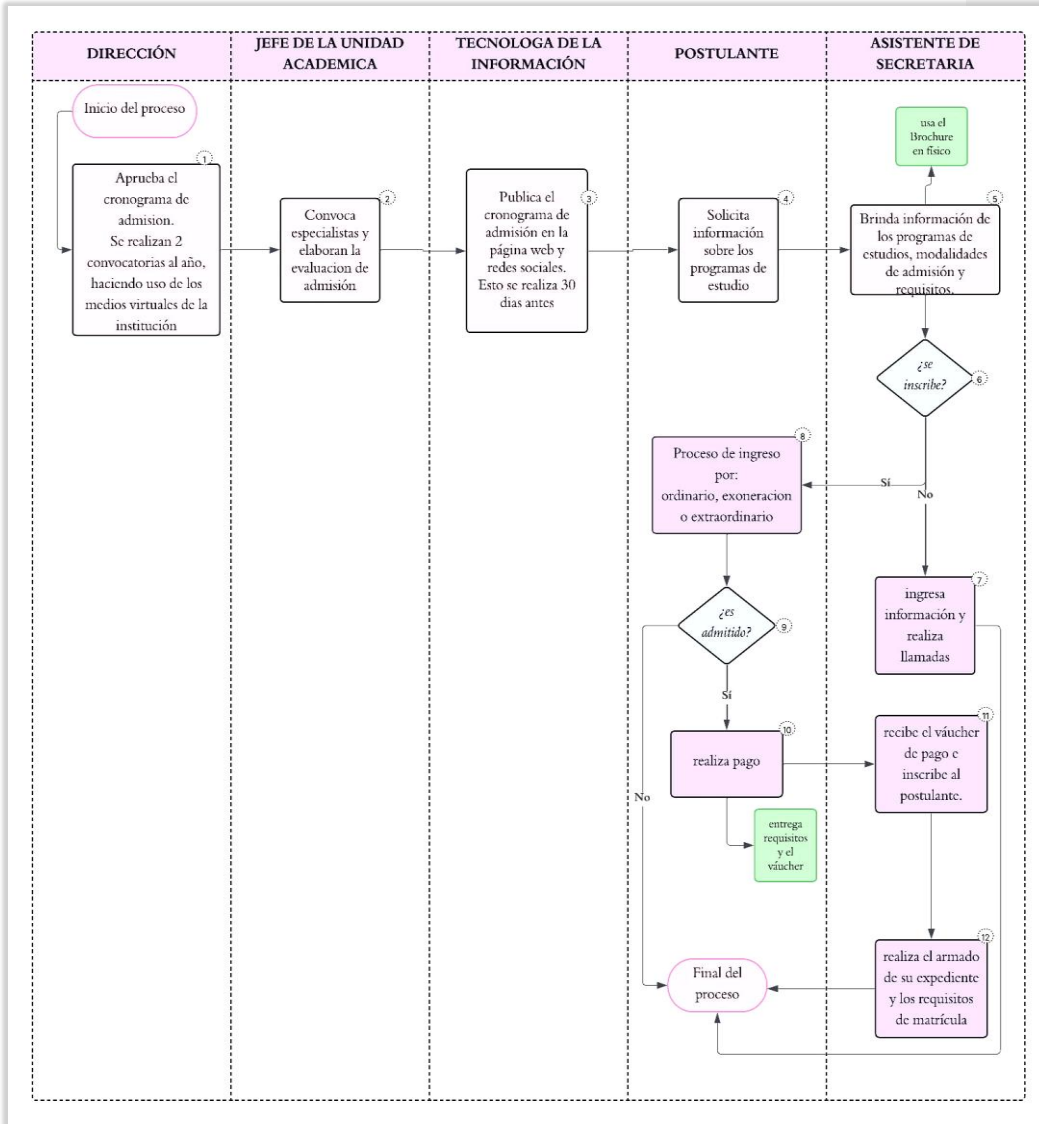 DIRECCIÓN
JEFE DE LA UNIDAD
ACADEMICA
TECNOLOGA DE LA
INFORMACIÓN
POSTULANTE
ASISTENTE DE
SECRETARIA
Inicio del proceso
1
Aprueba el
cronograma de
admision.
Se realizan 2
convocatorias al año,
haciendo uso de los
medios virtuales de la
institución
2
Convoca
especialistas y
elaboran la
evaluacion de
admisión
3
Publica el
cronograma de
admisión en la
página web y
redes sociales.
Esto se realiza 30
dias antes
4
Solicita
información
sobre los
programas de
estudio
usa el
Brochure
en físico
5
Brinda información de
los programas de
estudios, modalidades
de admisión y
requisitos.
¿se
inscribe?
6
Sí
No
8
Proceso de ingreso
por:
ordinario, exoneracion
o extraordinario
7
ingresa
información y
realiza
llamadas
¿es
admitido?
9
Sí
No
10
realiza pago
entrega
requisitos
y el
váucher
11
recibe el váucher
de pago e
inscribe al
postulante.
12
realiza el armado
de su expediente
y los requisitos
de matrícula
Final del
proceso